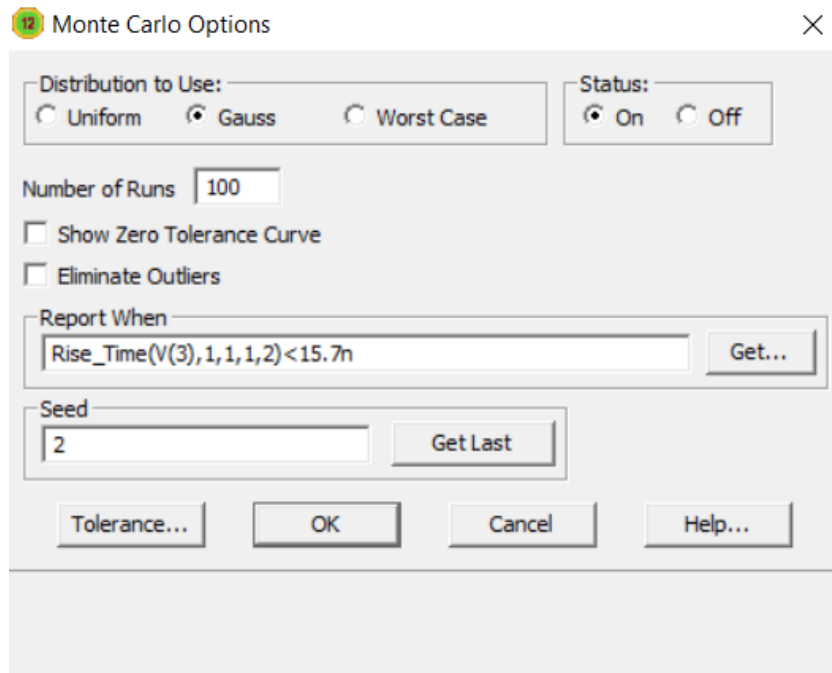 12 Monte Carlo Options
Distribution to Use:
Uniform Gauss Worst Case
Status:
On Off
Number of Runs 100
Show Zero Tolerance Curve
Eliminate Outliers
Report When
Rise_Time(V(3),1,1,1,2)<15.7n Get...
Seed
2 Get Last
Tolerance... OK Cancel Help...